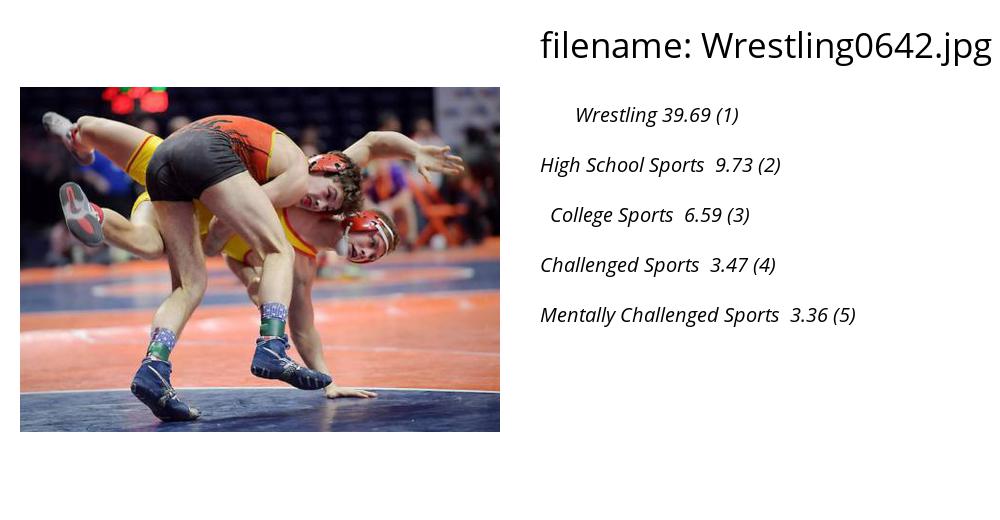 filename: Wrestling0642.jpg
Wrestling 39.69 (1)
High School Sports 9.73 (2)
College Sports 6.59 (3)
Challenged Sports 3.47 (4)
Mentally Challenged Sports 3.36 (5)